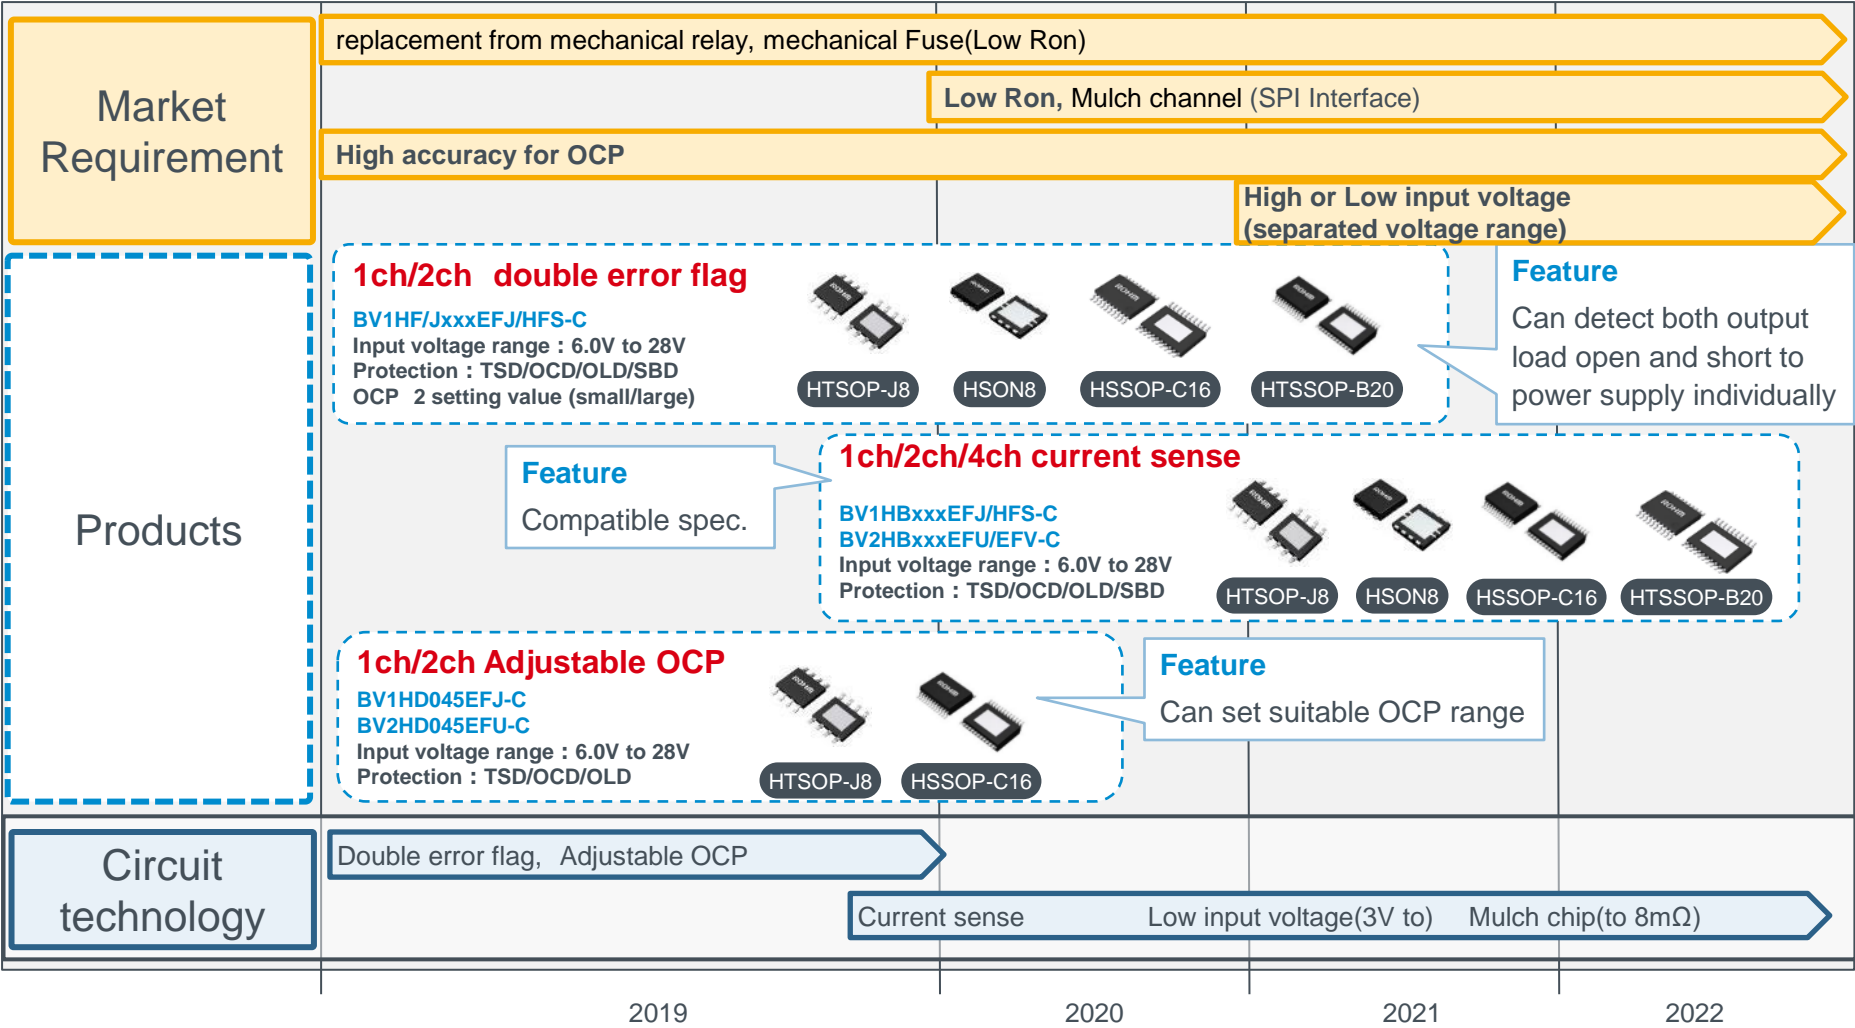 Market
Requirement
replacement from mechanical relay, mechanical Fuse(Low Ron)
Low Ron, Mulch channel (SPI Interface)
High accuracy for OCP
High or Low input voltage
(separated voltage range)
Products
1ch/2ch double error flag
BV1HF/JxxxEFJ/HFS-C
Input voltage range : 6.0V to 28V
Protection : TSD/OCD/OLD/SBD
OCP 2 setting value (small/large)
HTSOP-J8
HSON8
HSSOP-C16
HTSSOP-B20
Feature
Can detect both output
load open and short to
power supply individually
Feature
Compatible spec.
1ch/2ch/4ch current sense
BV1HBxxxEFJ/HFS-C
BV2HBxxxEFU/EFV-C
Input voltage range : 6.0V to 28V
Protection : TSD/OCD/OLD/SBD
HTSOP-J8
HSON8
HSSOP-C16
HTSSOP-B20
1ch/2ch Adjustable OCP
BV1HD045EFJ-C
BV2HD045EFU-C
Input voltage range : 6.0V to 28V
Protection : TSD/OCD/OLD
HTSOP-J8
HSSOP-C16
Feature
Can set suitable OCP range
Circuit
technology
Double error flag, Adjustable OCP
Current sense Low input voltage(3V to) Mulch chip(to 8mΩ)
2019 2020 2021 2022